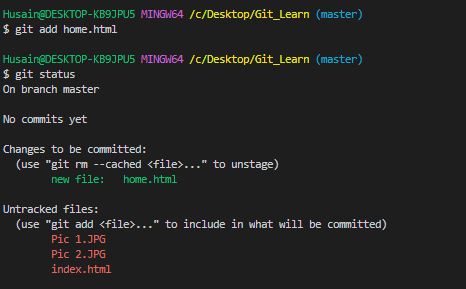 Husain@DESKTOP-KB9JPU5 MINGW64 /c/Desktop/Git_Learn (master)
$ git add home.html
Husain@DESKTOP-KB9JPU5 MINGW64 /c/Desktop/Git_Learn (master)
$ git status
On branch master
No commits yet
Changes to be committed:
(use "git rm --cached <file>..." to unstage)
new file: home.html
Untracked files:
(use "git add <file>..." to include in what will be committed)
Pic 1.JPG
Pic 2.JPG
index.html